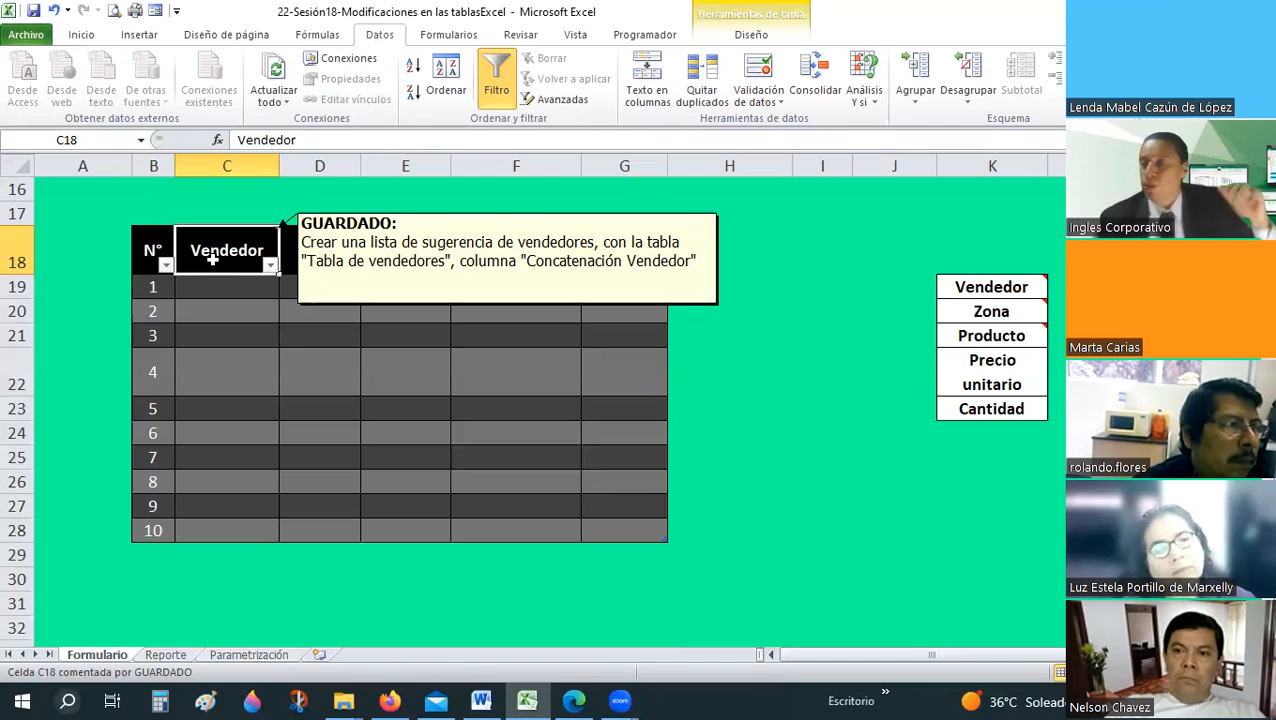 22-Sesión18-Modificaciones en las tablasExcel - Microsoft Excel
Herramientas de tabla
Archivo Inicio Insertar Diseño de página Fórmulas Datos Formularios Revisar Vista Programador Diseño
Desde Access
Desde web
Desde texto
De otras fuentes
Conexiones existentes
Actualizar todo
Conexiones
Propiedades
Editar vínculos
Ordenar
Filtro
Borrar
Volver a aplicar
Avanzadas
Texto en columnas
Quitar duplicados
Validación de datos
Consolidar
Análisis Y si
Agrupar
Desagrupar
Subtotal
Obtener datos externos Conexiones Ordenar y filtrar Herramientas de datos Esquema
C18 fx Vendedor
A B C D E F G H I J K
16
17
18 N° Vendedor
GUARDADO:
Crear una lista de sugerencia de vendedores, con la tabla
"Tabla de vendedores", columna "Concatenación Vendedor"
19 1 Vendedor
20 2 Zona
21 3 Producto
22 4 Precio
unitario
23 5 Cantidad
24 6
25 7
26 8
27 9
28 10
29
30
31
32
Formulario Reporte Parametrización
Celda C18 comentada por GUARDADO
Escritorio » 36°C Soleado
Lenda Mabel Cazún de López
Ingles Corporativo
Marta Carias
rolando.flores
Luz Estela Portillo de Marxelly
Nelson Chavez